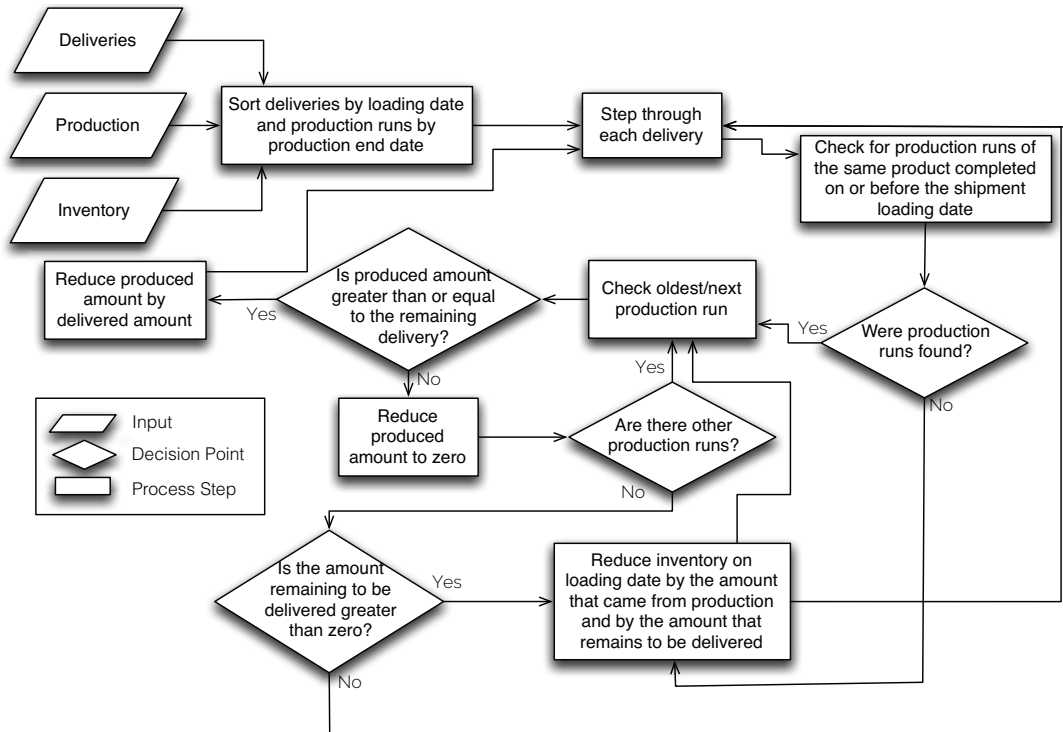 Deliveries
Production
Inventory
Sort deliveries by loading date
and production runs by
production end date
Step through
each delivery
Check for production runs of
the same product completed
on or before the shipment
loading date
Reduce produced
amount by
delivered amount
Yes
Is produced amount
greater than or equal
to the remaining
delivery?
No
Check oldest/next
production run
Yes
Were production
runs found?
No
Reduce
produced
amount to zero
Yes
Are there other
production runs?
No
Input
Decision Point
Process Step
Is the amount
remaining to be
delivered greater
than zero?
Yes
No
Reduce inventory on
loading date by the amount
that came from production
and by the amount that
remains to be delivered